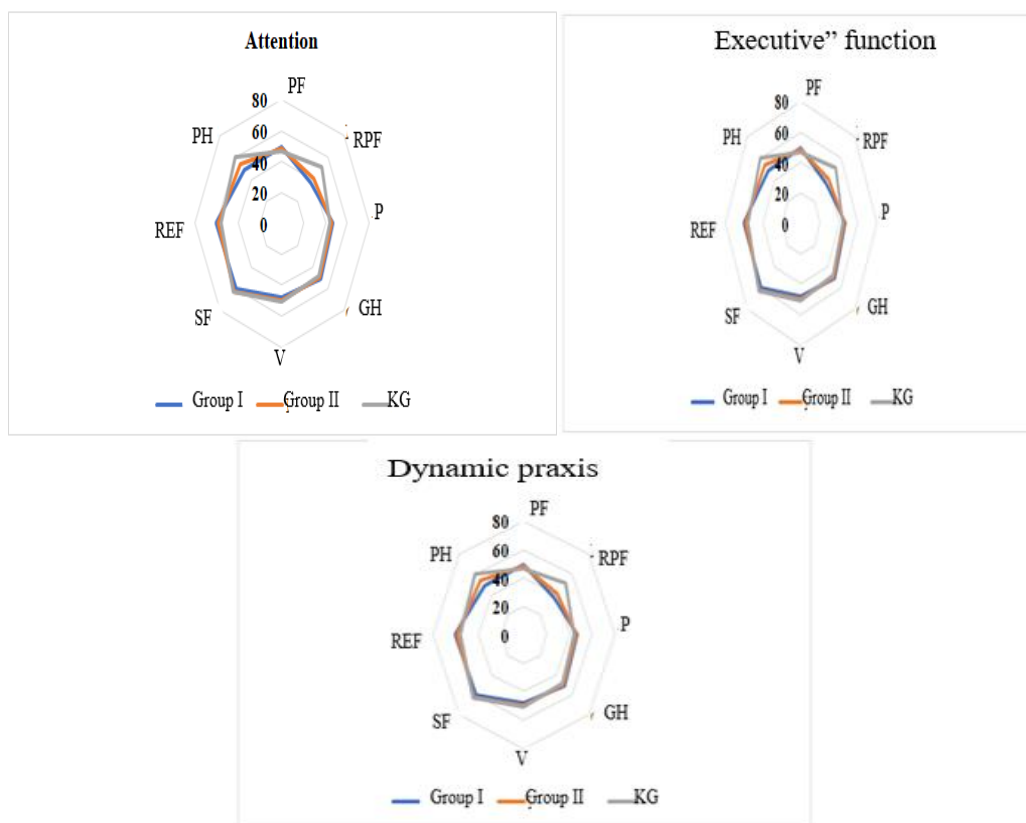 Attention
PF
80
PH
60
RPF
40
20
REF
0
P
SF
GH
V
Group I Group II KG
Executive” function
PF
80
PH
60
RPF
40
20
REF
0
P
SF
GH
V
Group I Group II KG
Dynamic praxis
PF
80
PH
60
RPF
40
20
REF
0
P
SF
GH
V
Group I Group II KG